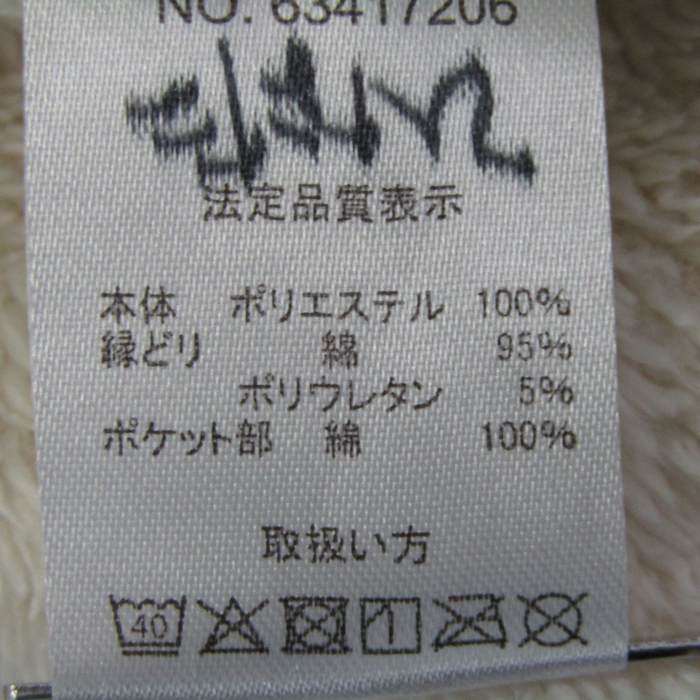 NO. 63417206
法定品質表示
本体 ポリエステル 100%
縁どり 綿 95%
ポリウレタン 5%
ポケット部 綿 100%
取扱い方
40